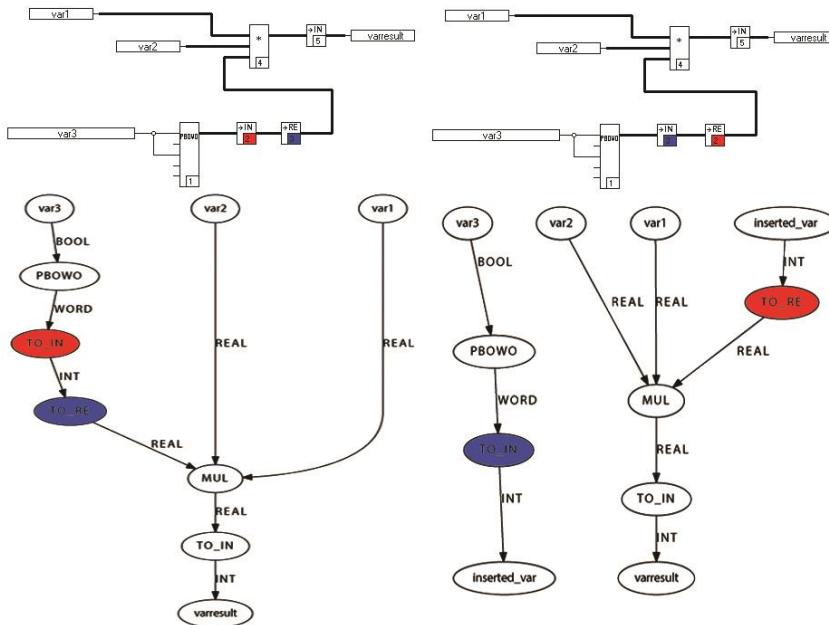 var1
*
→IN
5
varresult
var2
4
var3
PBOWO
→IN
2
→RE
3
1
var1
*
→IN
5
varresult
var2
4
var3
PBOWO
→IN
3
→RE
2
1
var3
var2
var1
BOOL
PBOWO
WORD
TO_IN
INT
TO_RE
REAL
REAL
REAL
MUL
REAL
TO_IN
INT
varresult
var3
var2
var1
inserted_var
BOOL
INT
REAL
REAL
TO_RE
PBOWO
REAL
WORD
MUL
TO_IN
REAL
INT
TO_IN
INT
inserted_var
varresult